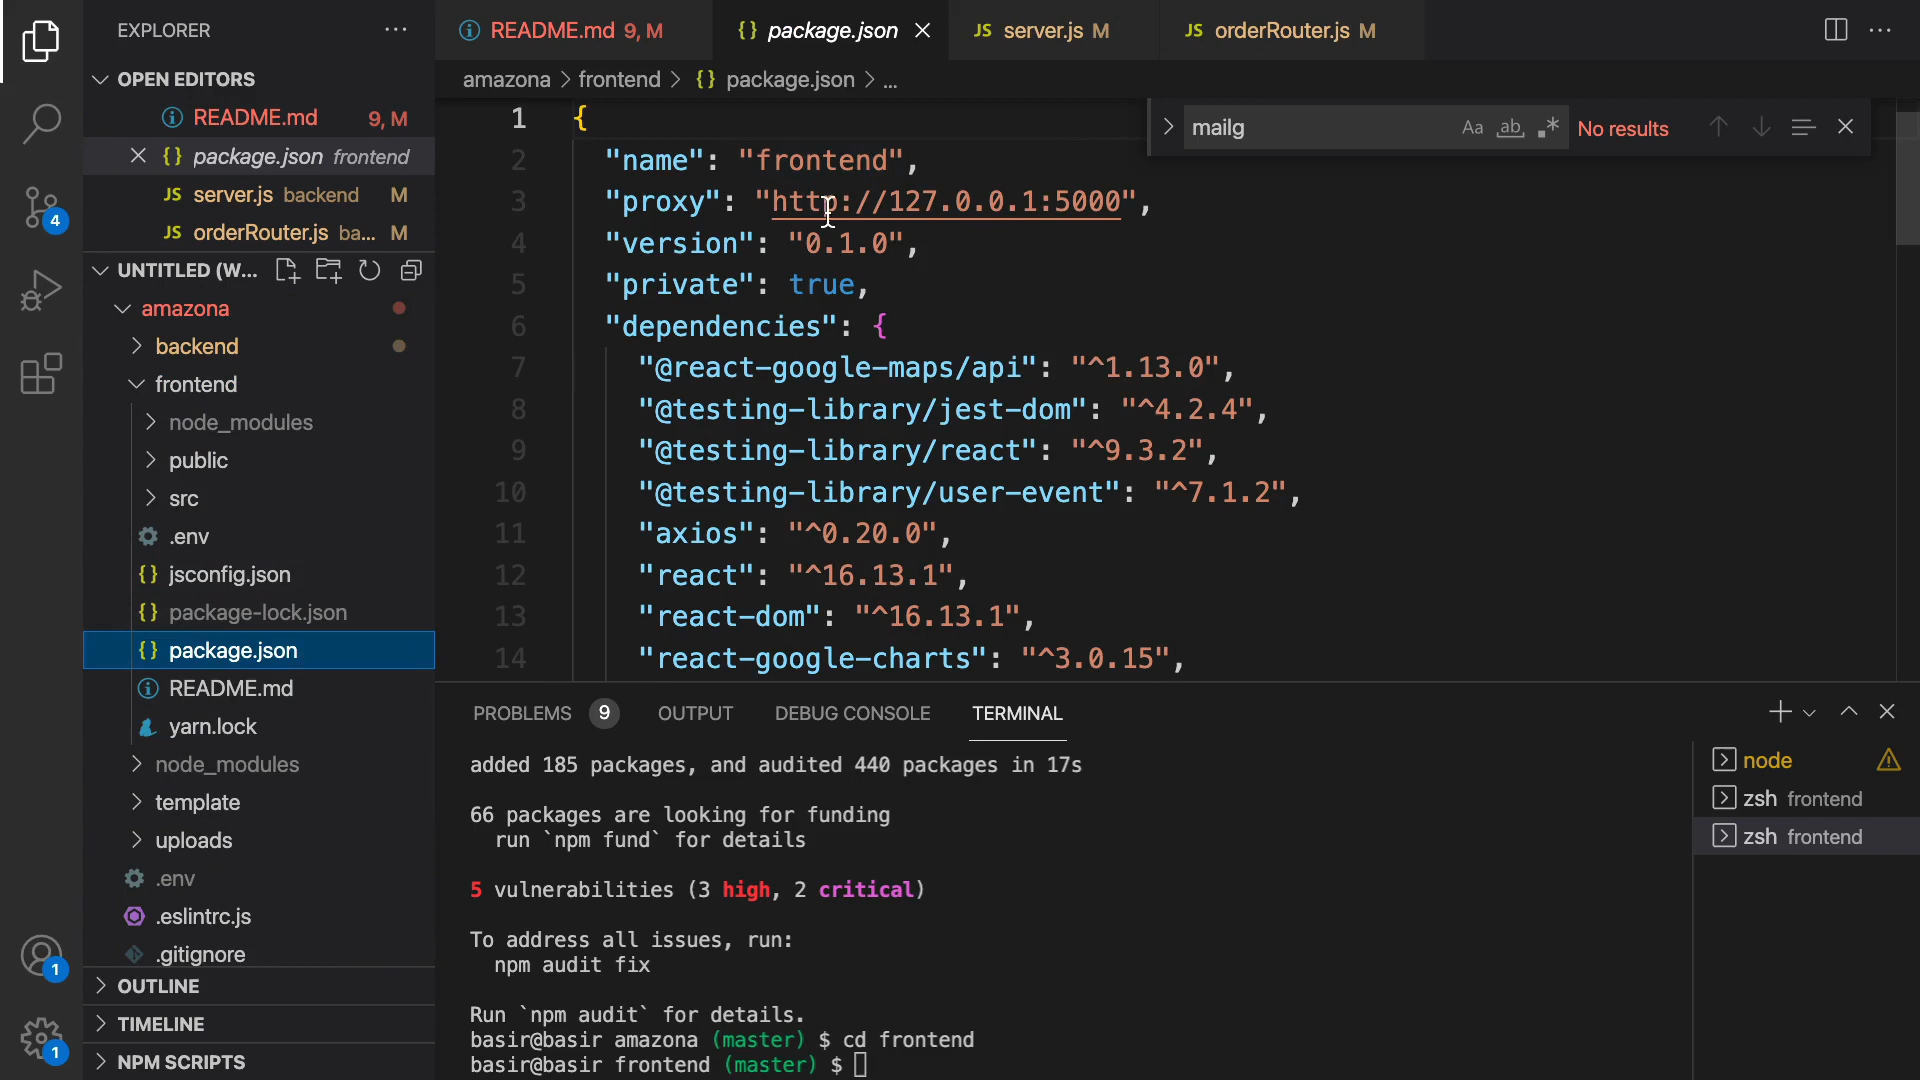 EXPLORER
OPEN EDITORS
README.md 9, M
package.json frontend
server.js backend M
orderRouter.js ba... M
UNTITLED (W...
amazona
backend
frontend
node_modules
public
src
.env
jsconfig.json
package-lock.json
package.json
README.md
yarn.lock
node_modules
template
uploads
.env
.eslintrc.js
.gitignore
OUTLINE
TIMELINE
NPM SCRIPTS
4
1
1
README.md 9, M
{} package.json
JS server.js M
JS orderRouter.js M
amazona > frontend > {} package.json > ...
mailg Aa ab .* No results
1 {
2 "name": "frontend",
3 "proxy": "http://127.0.0.1:5000",
4 "version": "0.1.0",
5 "private": true,
6 "dependencies": {
7 "@react-google-maps/api": "^1.13.0",
8 "@testing-library/jest-dom": "^4.2.4",
9 "@testing-library/react": "^9.3.2",
10 "@testing-library/user-event": "^7.1.2",
11 "axios": "^0.20.0",
12 "react": "^16.13.1",
13 "react-dom": "^16.13.1",
14 "react-google-charts": "^3.0.15",
PROBLEMS 9 OUTPUT DEBUG CONSOLE TERMINAL
added 185 packages, and audited 440 packages in 17s
66 packages are looking for funding
run `npm fund` for details
5 vulnerabilities (3 high, 2 critical)
To address all issues, run:
npm audit fix
Run `npm audit` for details.
basir@basir amazona (master) $ cd frontend
basir@basir frontend (master) $
node
zsh frontend
zsh frontend